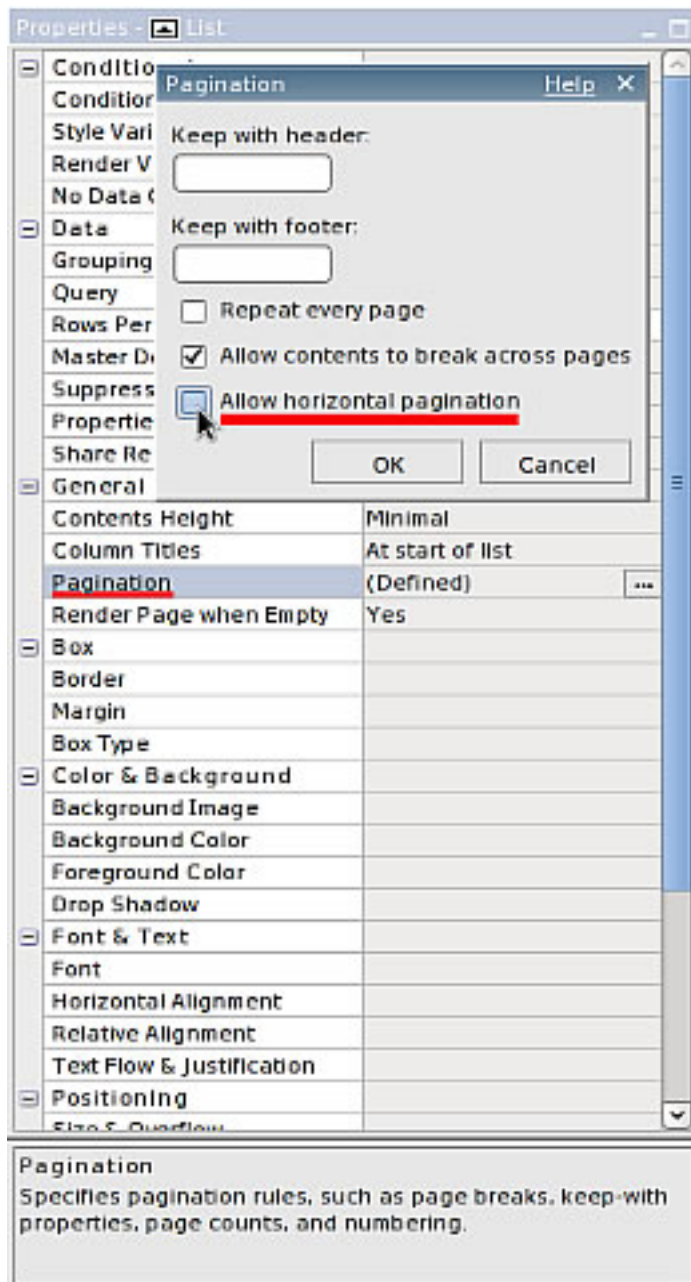 Properties - List
Conditio
Pagination Help
Condition
Keep with header:
Style Vari
Render V
No Data
Keep with footer:
Data
Grouping
Query
Repeat every page
Rows Per
Allow contents to break across pages
Master D
Suppress
Allow horizontal pagination
Propertie
Share Re
OK Cancel
General
Contents Height Minimal
Column Titles At start of list
Pagination (Defined) ...
Render Page when Empty Yes
Box
Border
Margin
Box Type
Color & Background
Background Image
Background Color
Foreground Color
Drop Shadow
Font & Text
Font
Horizontal Alignment
Relative Alignment
Text Flow & Justification
Positioning
Size & Overflow
Pagination
Specifies pagination rules, such as page breaks, keep-with
properties, page counts, and numbering.